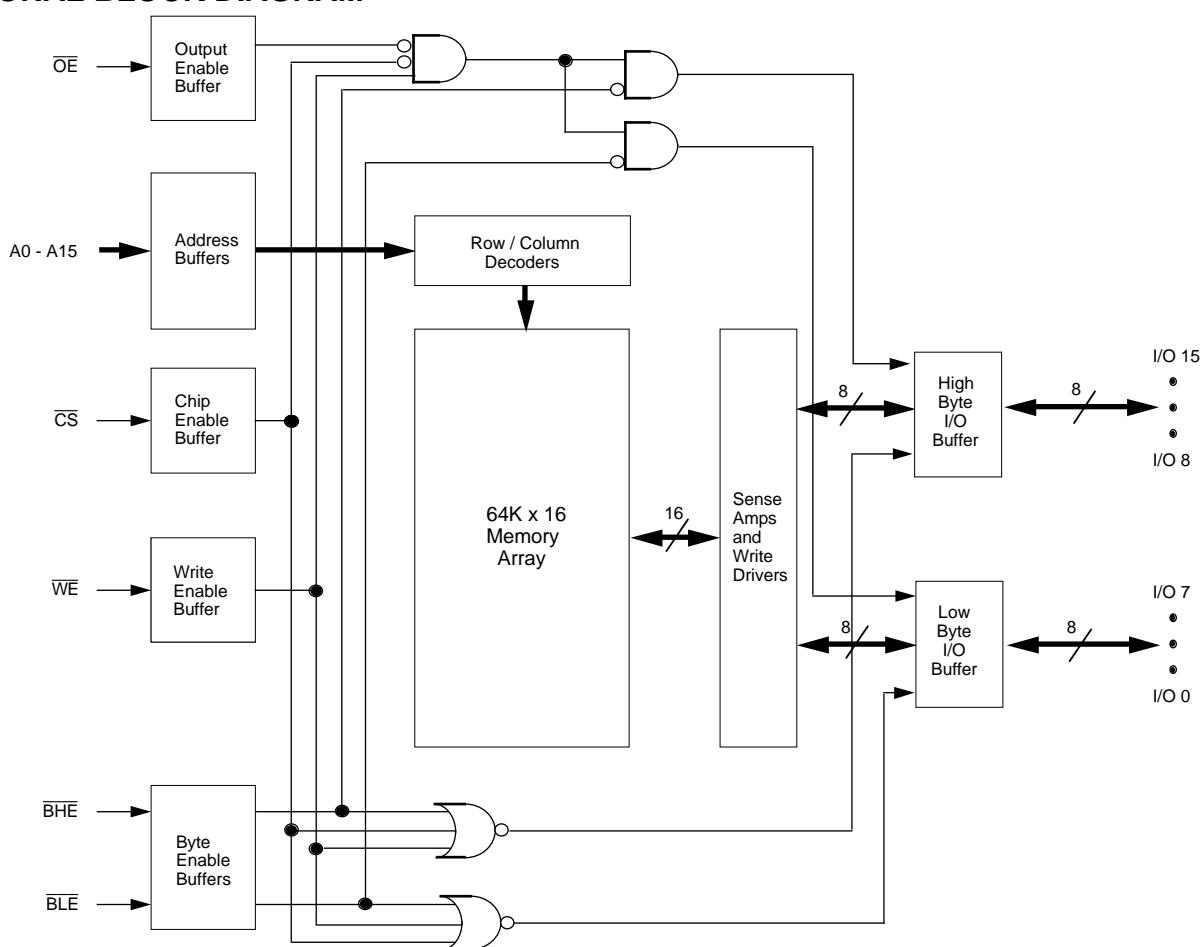 Output
Enable
Buffer
OE
Address
Buffers
A0 - A15
Row / Column
Decoders
Chip
Enable
Buffer
CS
64K x 16
Memory
Array
16
Sense
Amps
and
Write
Drivers
8
High
Byte
I/O
Buffer
8
I/O 15
I/O 8
Write
Enable
Buffer
WE
8
Low
Byte
I/O
Buffer
8
I/O 7
I/O 0
BHE
Byte
Enable
Buffers
BLE